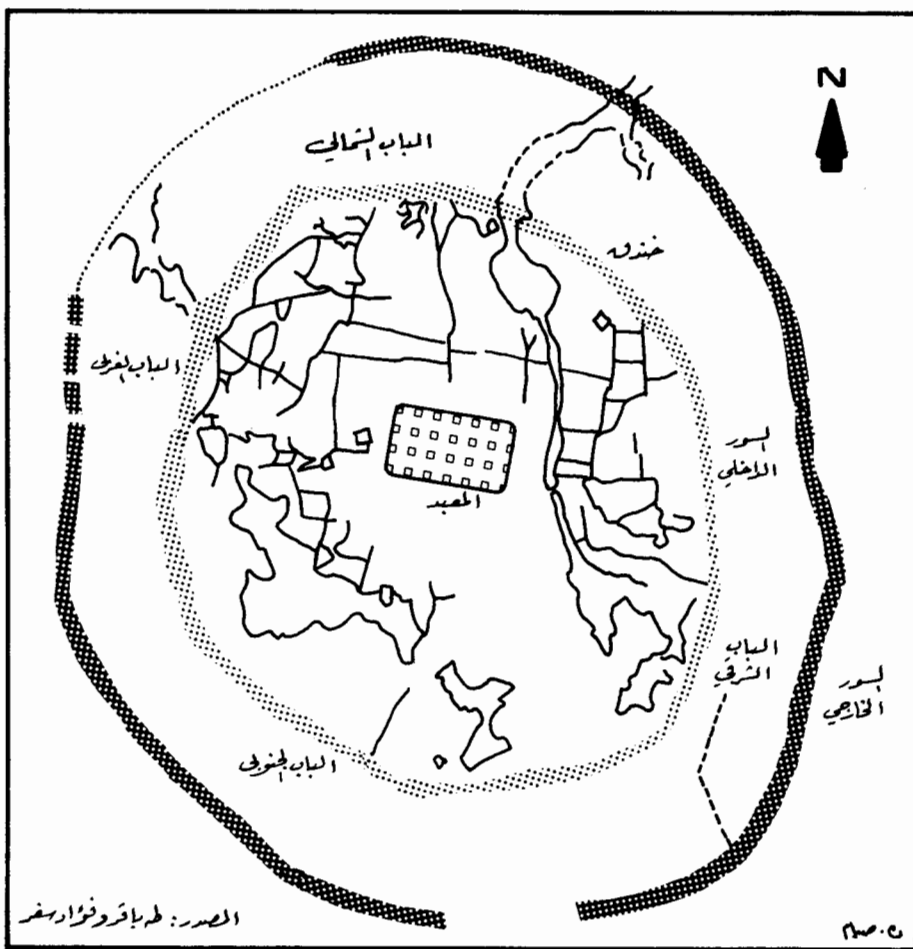 N
الباب الشمالي
خندق
الباب الغربي
السور
الداخلي
المعبد
الباب
الشرقي
السور
الخارجي
الباب الجنوبي
المصدر: طه باقر وفؤاد سفر